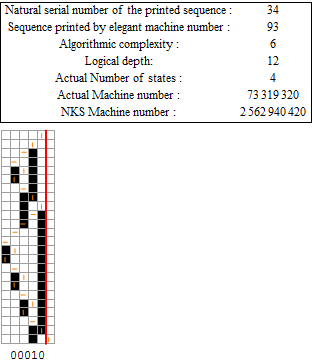 Natural serial number of the printed sequence : 34
Sequence printed by elegant machine number : 93
Algorithmic complexity : 6
Logical depth: 12
Actual Number of states : 4
Actual Machine number : 73 319 320
NKS Machine number : 2 562 940 420
00010